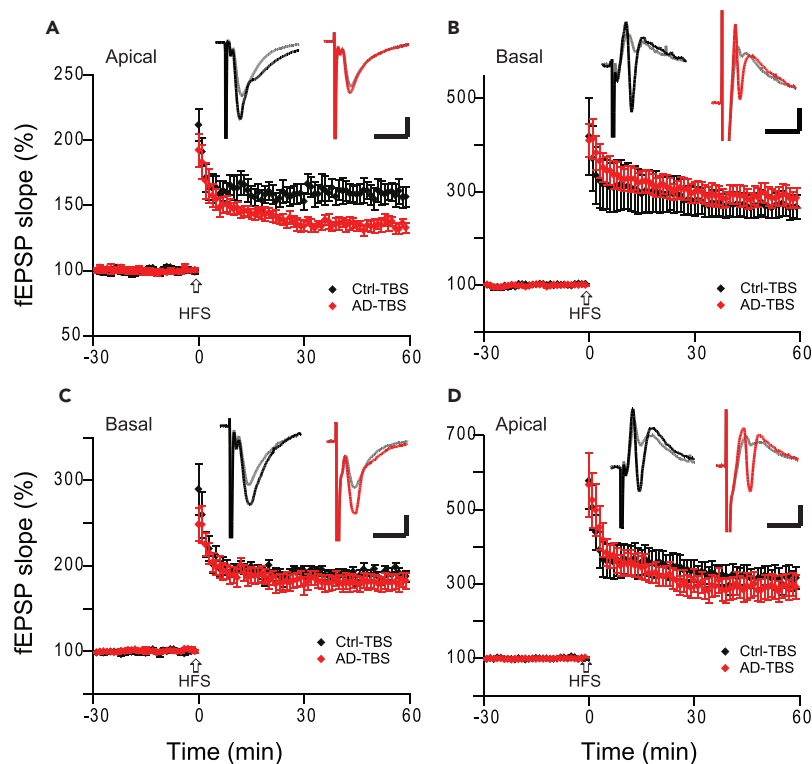 A
Apical
250
200
150
100
50
fEPSP slope (%)
HFS
Ctrl-TBS
AD-TBS
-30
0
30
60
B
Basal
500
300
100
HFS
Ctrl-TBS
AD-TBS
-30
0
30
60
C
Basal
300
200
100
fEPSP slope (%)
HFS
Ctrl-TBS
AD-TBS
-30
0
30
60
Time (min)
D
Apical
700
500
300
100
HFS
Ctrl-TBS
AD-TBS
-30
0
30
60
Time (min)